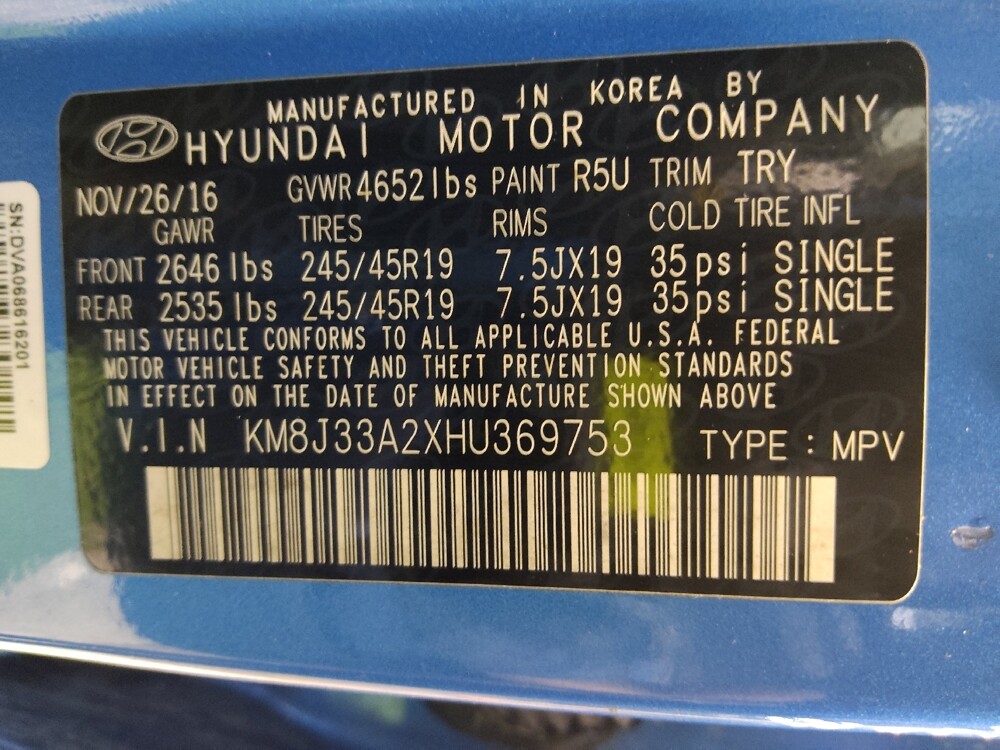 MANUFACTURED IN KOREA BY
HYUNDAI MOTOR COMPANY
NOV/26/16 GVWR 4652lbs PAINT R5U TRIM TRY
GAWR TIRES RIMS COLD TIRE INFL
FRONT 2646 lbs 245/45R19 7.5JX19 35psi SINGLE
REAR 2535 lbs 245/45R19 7.5JX19 35psi SINGLE
THIS VEHICLE CONFORMS TO ALL APPLICABLE U.S.A. FEDERAL
MOTOR VEHICLE SAFETY AND THEFT PREVENTION STANDARDS
IN EFFECT ON THE DATE OF MANUFACTURE SHOWN ABOVE
V.I.N KM8J33A2XHU369753 TYPE : MPV
SN:DVA068616201